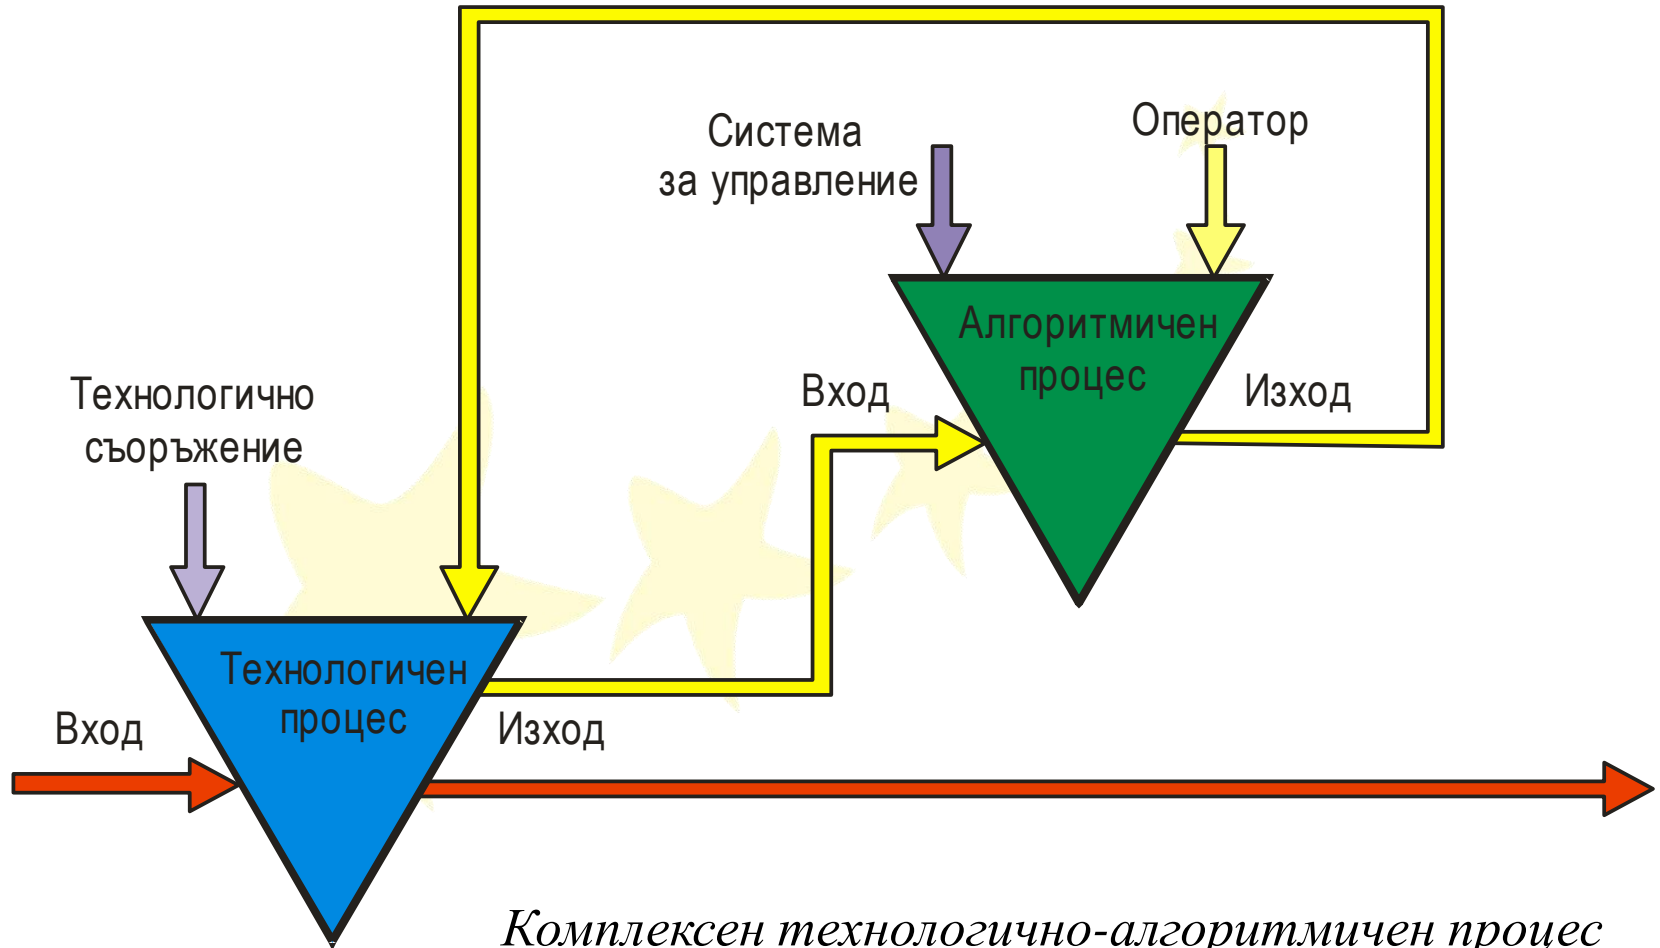 Система
за управление
Оператор
Алгоритмичен
процес
Вход
Изход
Технологично
съоръжение
Технологичен
процес
Вход
Изход
Комплексен технологично-алгоритмичен процес